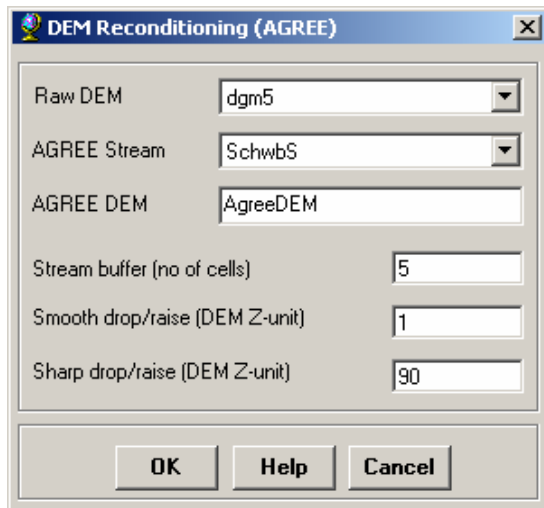 DEM Reconditioning (AGREE)
Raw DEM dgm5
AGREE Stream SchwbS
AGREE DEM AgreeDEM
Stream buffer (no of cells) 5
Smooth drop/raise (DEM Z-unit) 1
Sharp drop/raise (DEM Z-unit) 90
OK Help Cancel